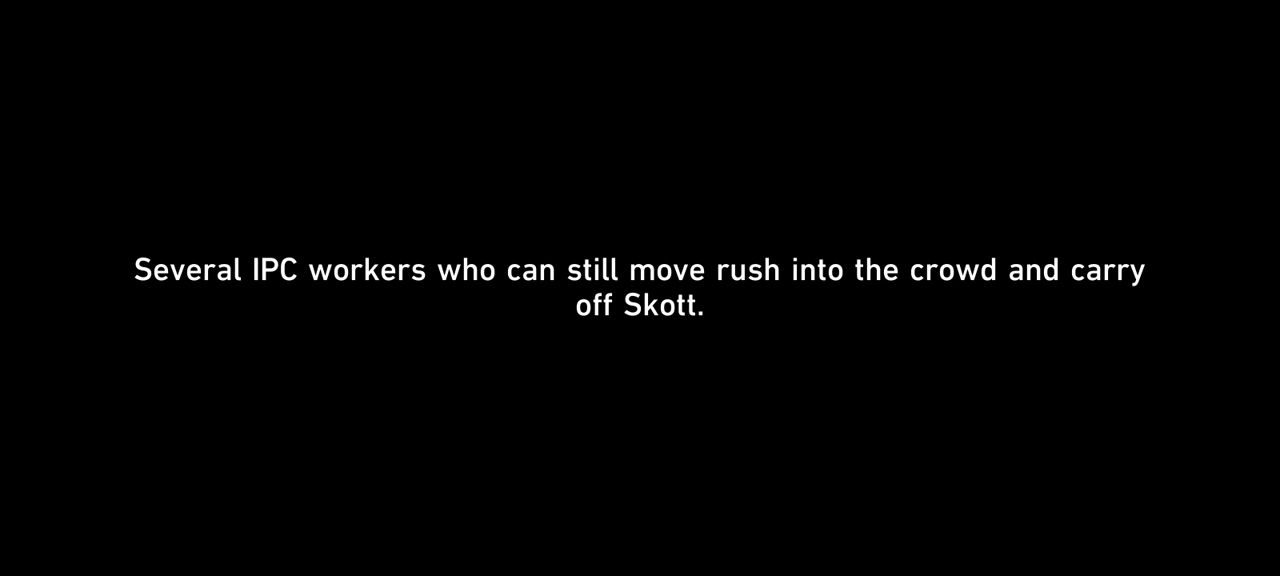 Several IPC workers who can still move rush into the crowd and carry
off Skott.